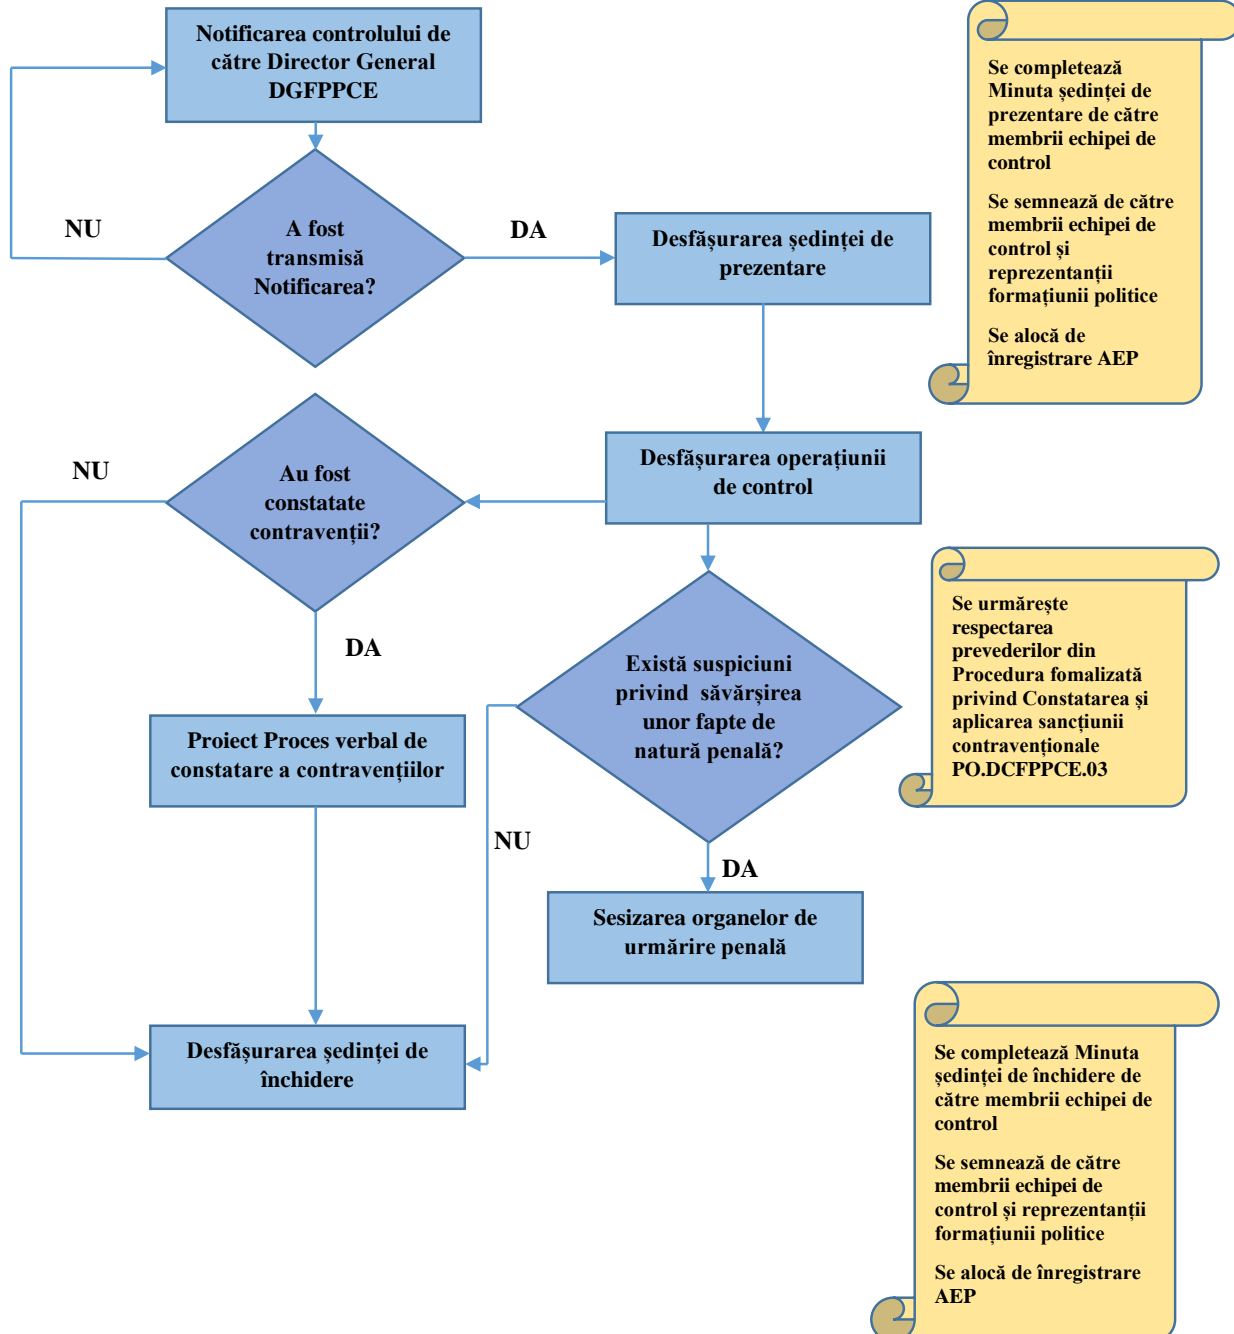 Notificarea controlului de
către Director General
DGFPPCE
NU
A fost
transmisă
Notificarea?
DA
Desfășurarea ședinței de
prezentare
Se completează
Minuta ședinței de
prezentare de către
membrii echipei de
control
Se semnează de către
membrii echipei de
control și
reprezentanții
formațiunii politice
Se alocă de
înregistrare AEP
NU
Au fost
constatate
contravenții?
Desfășurarea operațiunii
de control
DA
Există suspiciuni
privind săvârșirea
unor fapte de
natură penală?
Se urmărește
respectarea
prevederilor din
Procedura fomalizată
privind Constatarea și
aplicarea sancțiunii
contravenționale
PO.DCFPPCE.03
Proiect Proces verbal de
constatare a contravențiilor
NU
DA
Sesizarea organelor de
urmărire penală
Desfășurarea ședinței de
închidere
Se completează Minuta
ședinței de închidere de
către membrii echipei de
control
Se semnează de către
membrii echipei de
control și reprezentanții
formațiunii politice
Se alocă de înregistrare
AEP